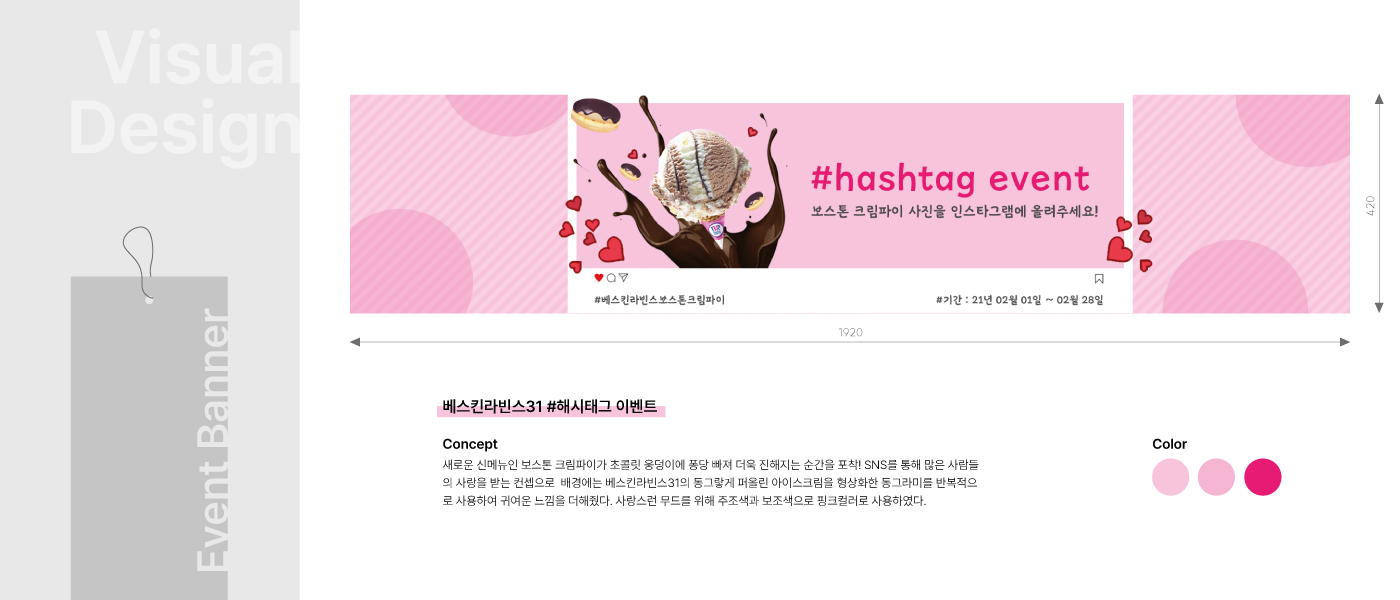 Visual
Design
Event Banner
#hashtag event
보스톤 크림파이 사진을 인스타그램에 올려주세요!
#베스킨라빈스보스톤크림파이
#기간 : 21년 02월 01일 ~ 02월 28일
420
1920
베스킨라빈스31 #해시태그 이벤트
Concept
새로운 신메뉴인 보스톤 크림파이가 초콜릿 웅덩이에 퐁당 빠져 더욱 진해지는 순간을 포착! SNS를 통해 많은 사람들
의 사랑을 받는 컨셉으로 배경에는 베스킨라빈스31의 동그랗게 퍼올린 아이스크림을 형상화한 동그라미를 반복적으
로 사용하여 귀여운 느낌을 더해줬다. 사랑스런 무드를 위해 주조색과 보조색으로 핑크컬러로 사용하였다.
Color